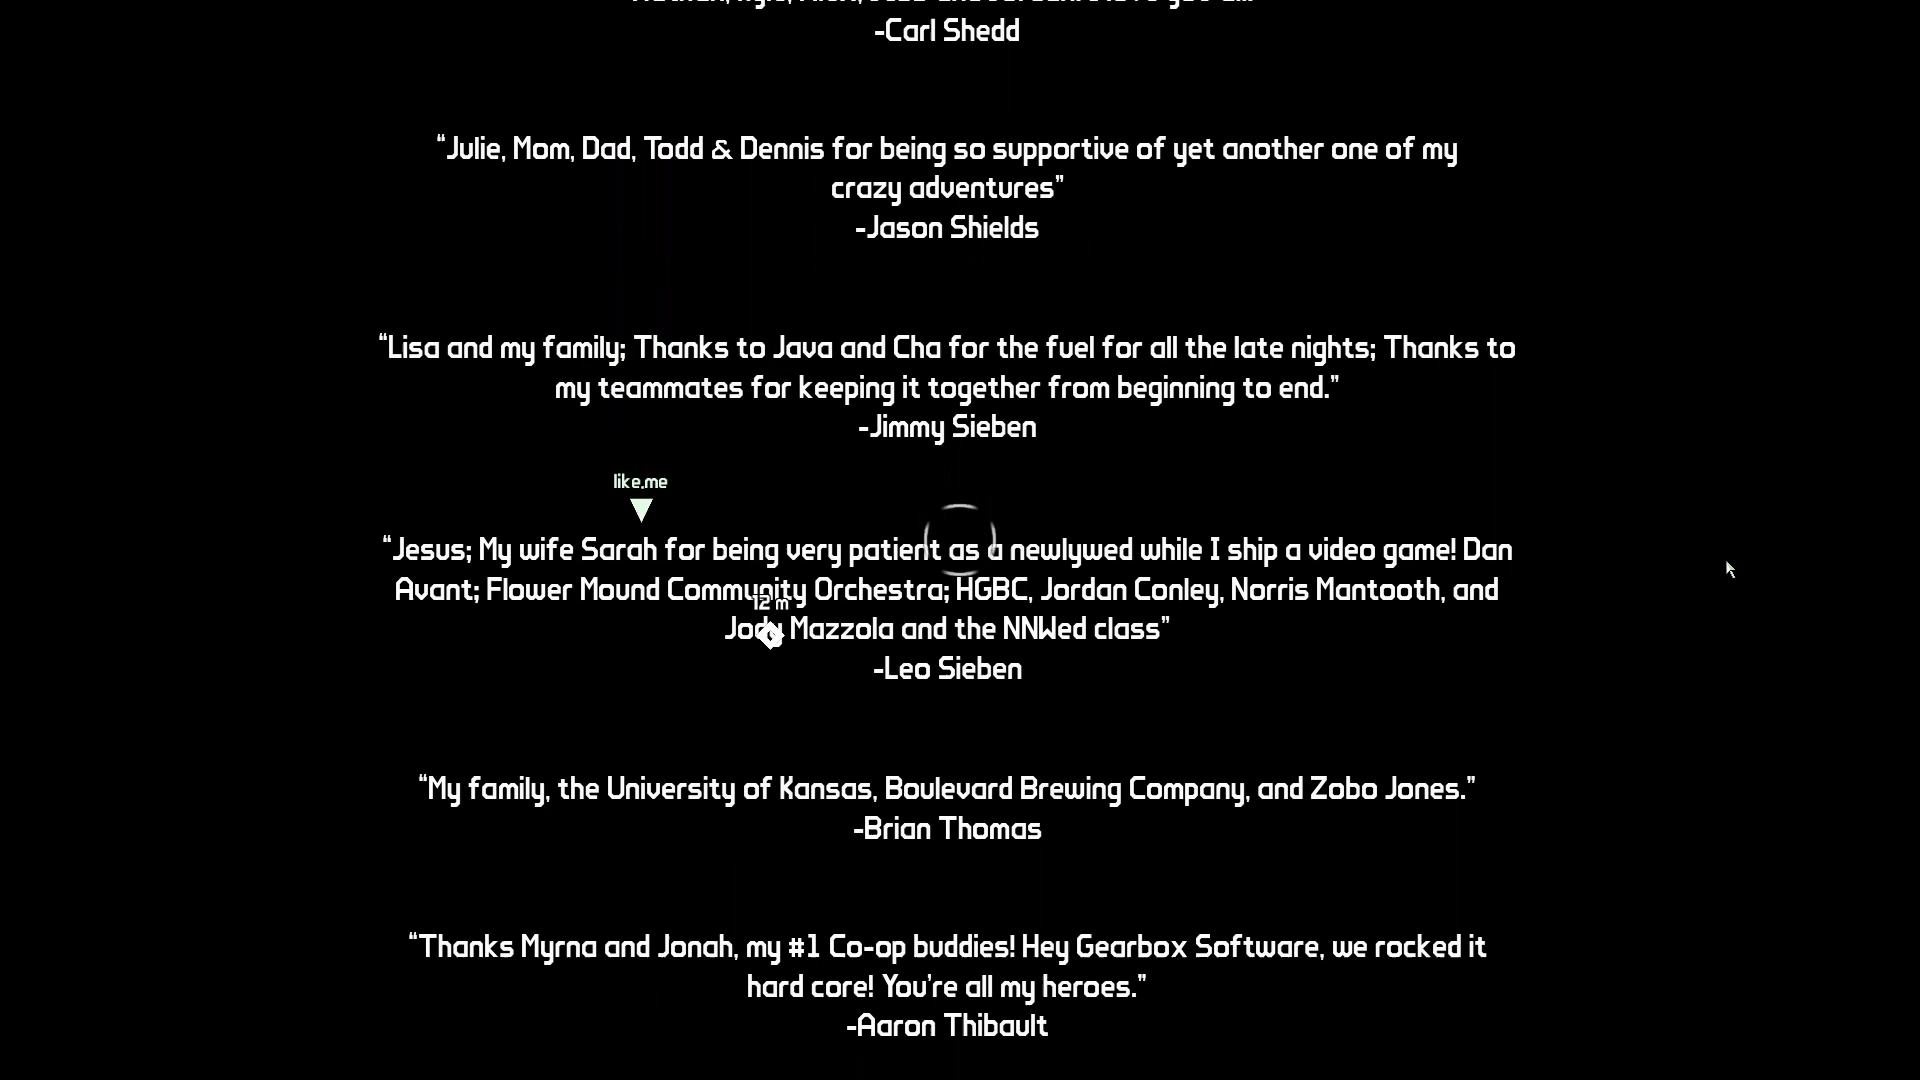 -Carl Shedd
“Julie, Mom, Dad, Todd & Dennis for being so supportive of yet another one of my
crazy adventures”
-Jason Shields
“Lisa and my family; Thanks to Java and Cha for the fuel for all the late nights; Thanks to
my teammates for keeping it together from beginning to end.”
-Jimmy Sieben
like.me
“Jesus; My wife Sarah for being very patient as a newlywed while I ship a video game! Dan
Avant; Flower Mound Community Orchestra; HGBC, Jordan Conley, Norris Mantooth, and
12 m
Jody Mazzola and the NNWed class”
-Leo Sieben
“My family, the University of Kansas, Boulevard Brewing Company, and Zobo Jones.”
-Brian Thomas
“Thanks Myrna and Jonah, my #1 Co-op buddies! Hey Gearbox Software, we rocked it
hard core! You're all my heroes.”
-Aaron Thibault